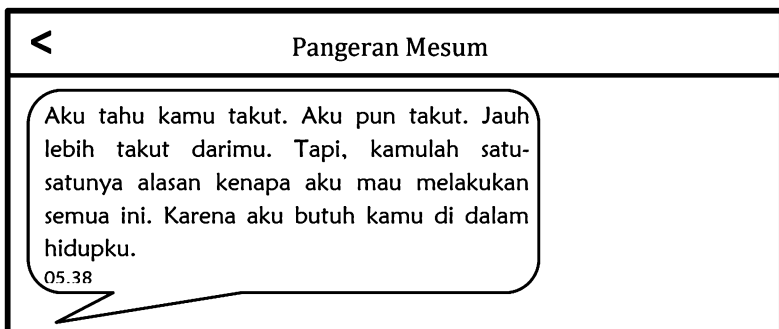 <
Pangeran Mesum
Aku tahu kamu takut. Aku pun takut. Jauh
lebih takut darimu. Tapi, kamulah satu-
satunya alasan kenapa aku mau melakukan
semua ini. Karena aku butuh kamu di dalam
hidupku.
05.38